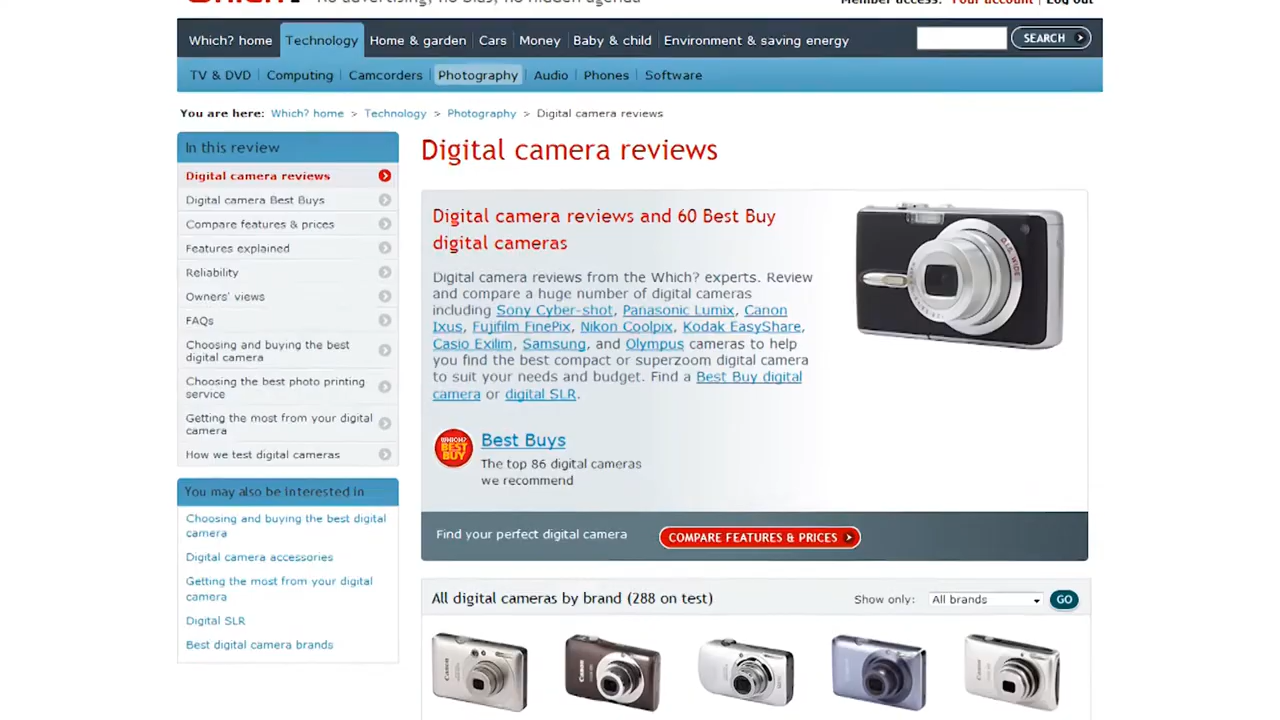 no advertising, no bias, no hidden agenda
Member access: Your account | Log out
Which? home Technology Home & garden Cars Money Baby & child Environment & saving energy SEARCH
TV & DVD Computing Camcorders Photography Audio Phones Software
You are here: Which? home > Technology > Photography > Digital camera reviews
In this review
Digital camera reviews
Digital camera Best Buys
Compare features & prices
Features explained
Reliability
Owners' views
FAQs
Choosing and buying the best
digital camera
Choosing the best photo printing
service
Getting the most from your digital
camera
How we test digital cameras
You may also be interested in
Choosing and buying the best digital
camera
Digital camera accessories
Getting the most from your digital
camera
Digital SLR
Best digital camera brands
Digital camera reviews
Digital camera reviews and 60 Best Buy
digital cameras
Digital camera reviews from the Which? experts. Review
and compare a huge number of digital cameras
including Sony Cyber-shot, Panasonic Lumix, Canon
Ixus, Fujifilm FinePix, Nikon Coolpix, Kodak EasyShare,
Casio Exilim, Samsung, and Olympus cameras to help
you find the best compact or superzoom digital camera
to suit your needs and budget. Find a Best Buy digital
camera or digital SLR.
WHICH?
BEST
BUY
Best Buys
The top 86 digital cameras
we recommend
Find your perfect digital camera COMPARE FEATURES & PRICES
All digital cameras by brand (288 on test) Show only: All brands GO